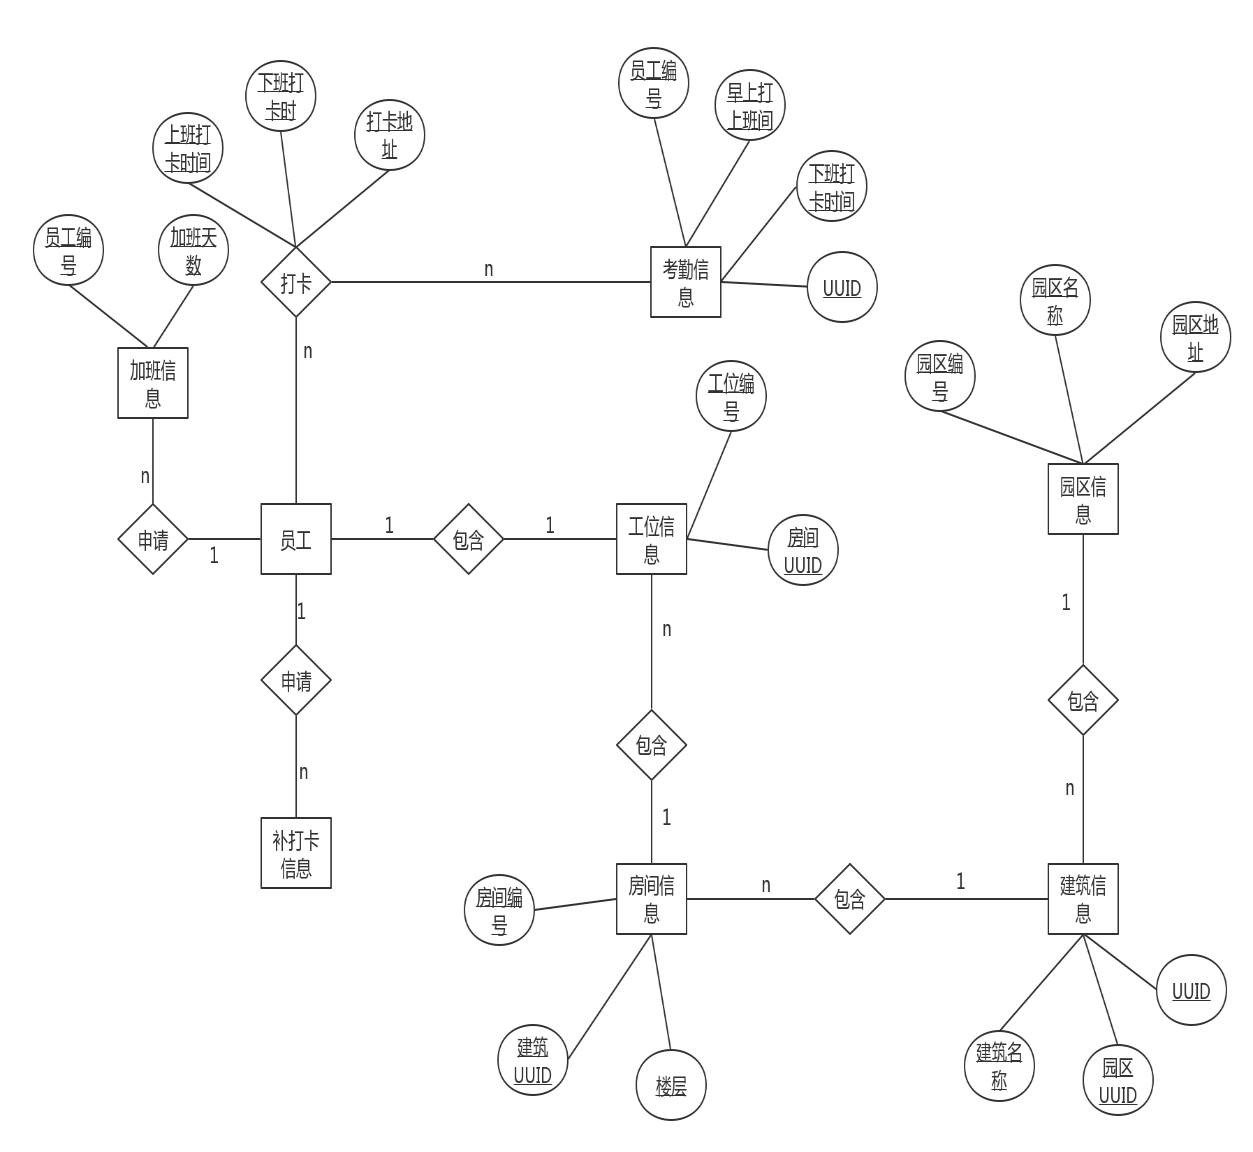 员工编
号
早上打
上班间
下班打
卡时
打卡地
址
上班打
卡时间
下班打
卡时间
员工编
号
加班天
数
打卡
n
考勤信
息
UUID
园区名
称
园区地
址
园区编
号
n
加班信
息
工位编
号
n
园区信
息
申请
1
员工
1
包含
1
工位信
息
房间
UUID
1
n
1
申请
包含
包含
n
n
1
补打卡
信息
房间编
号
房间信
息
n
包含
1
建筑信
息
建筑
UUID
楼层
建筑名
称
园区
UUID
UUID